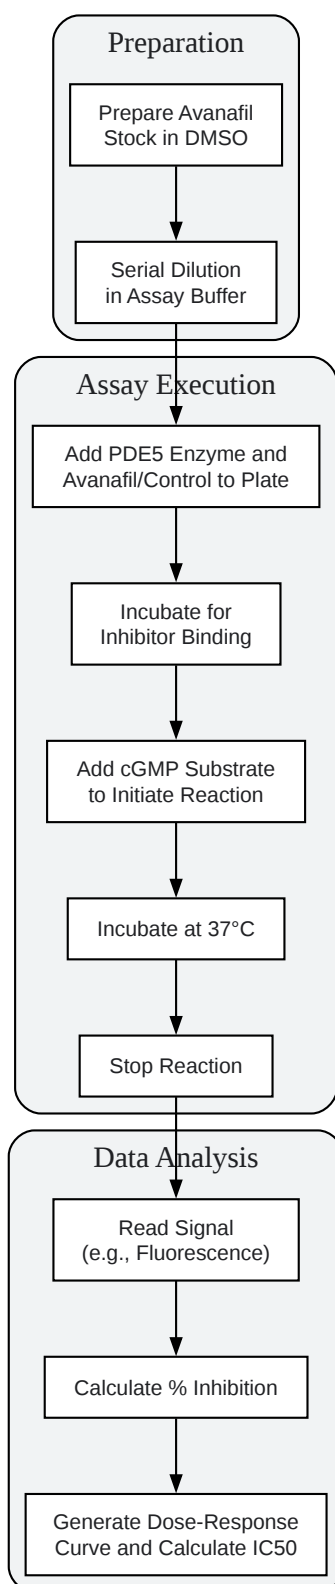 Preparation
Prepare Avanafil
Stock in DMSO
Serial Dilution
in Assay Buffer
Assay Execution
Add PDE5 Enzyme and
Avanafil/Control to Plate
Incubate for
Inhibitor Binding
Add cGMP Substrate
to Initiate Reaction
Incubate at 37°C
Stop Reaction
Data Analysis
Read Signal
(e.g., Fluorescence)
Calculate % Inhibition
Generate Dose-Response
Curve and Calculate IC50